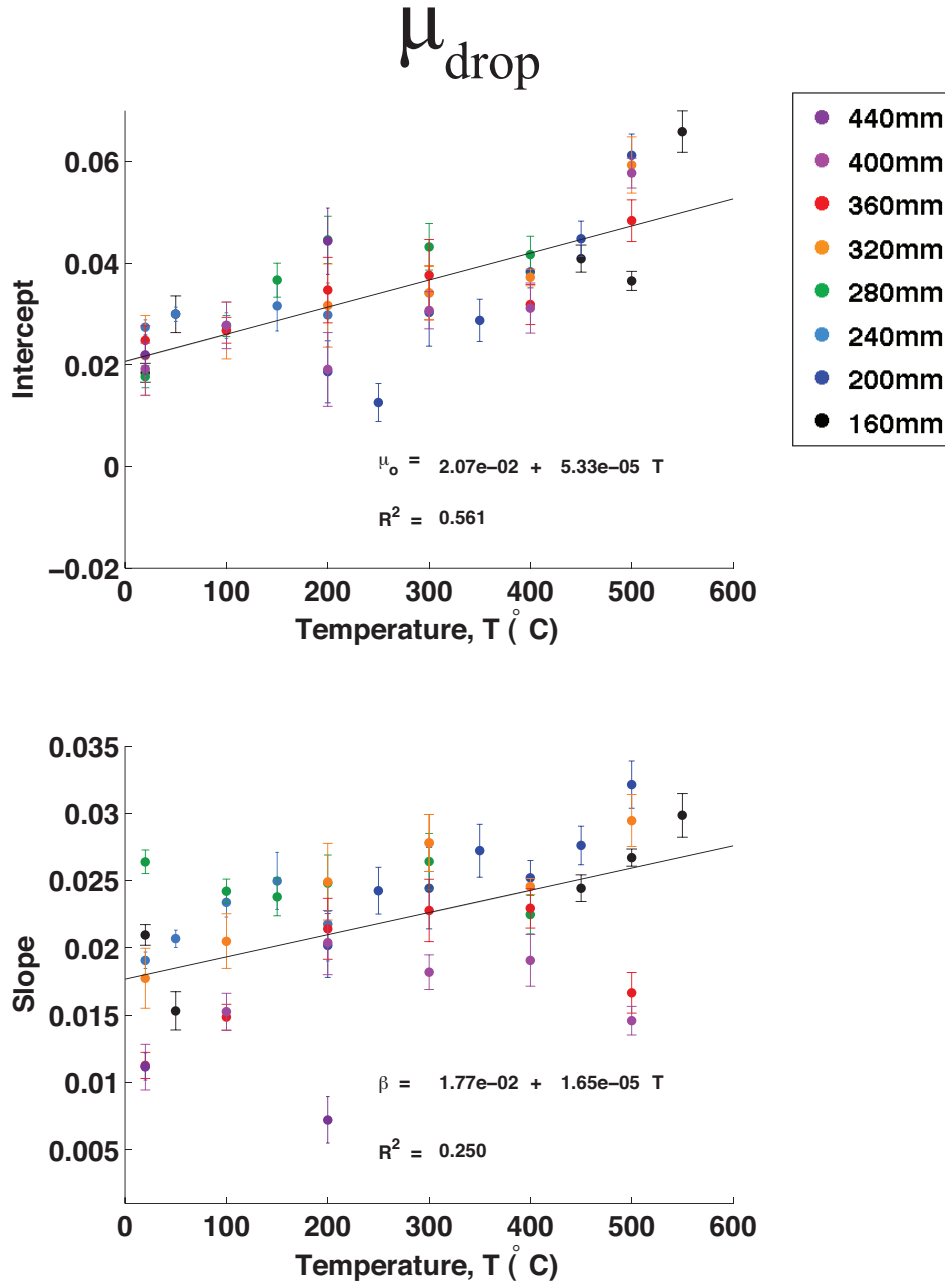 μdrop
440mm
400mm
360mm
320mm
280mm
240mm
200mm
160mm
Intercept
0.06
0.04
0.02
0
−0.02
μo = 2.07e−02 + 5.33e−05 T
R2 = 0.561
0 100 200 300 400 500 600
Temperature, T (° C)
Slope
0.035
0.03
0.025
0.02
0.015
0.01
0.005
β = 1.77e−02 + 1.65e−05 T
R2 = 0.250
0 100 200 300 400 500 600
Temperature, T (° C)